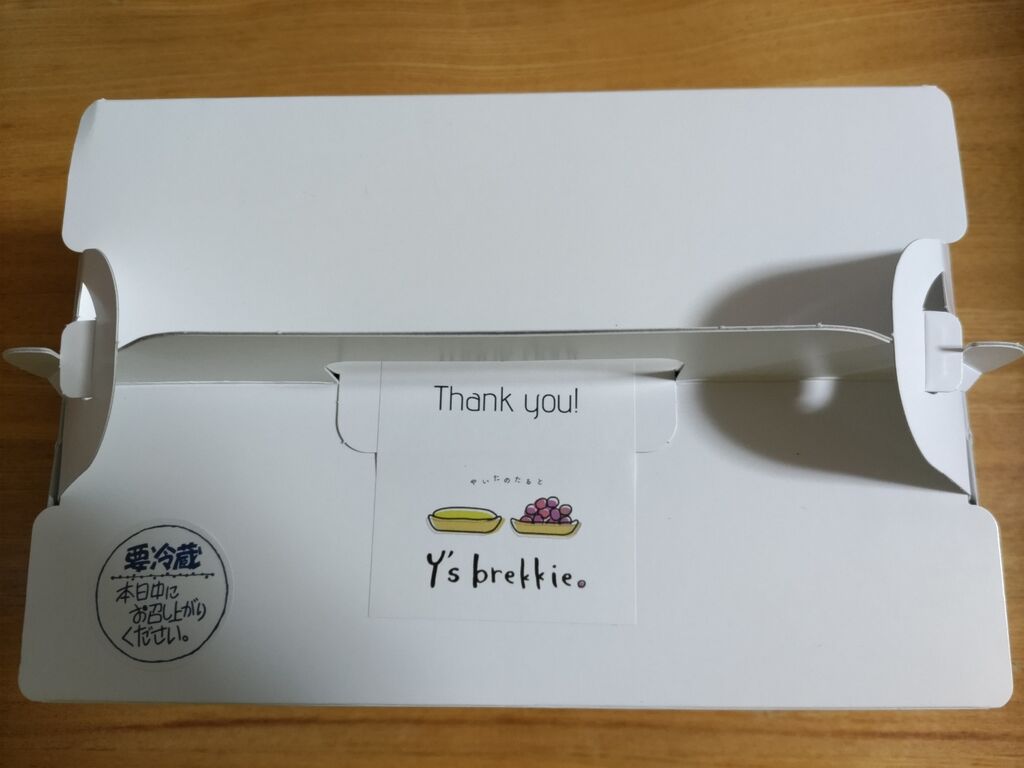 Thank you!
やいたのたると
Y's brekkie.
要冷蔵
本日中に
お召し上がり
ください。